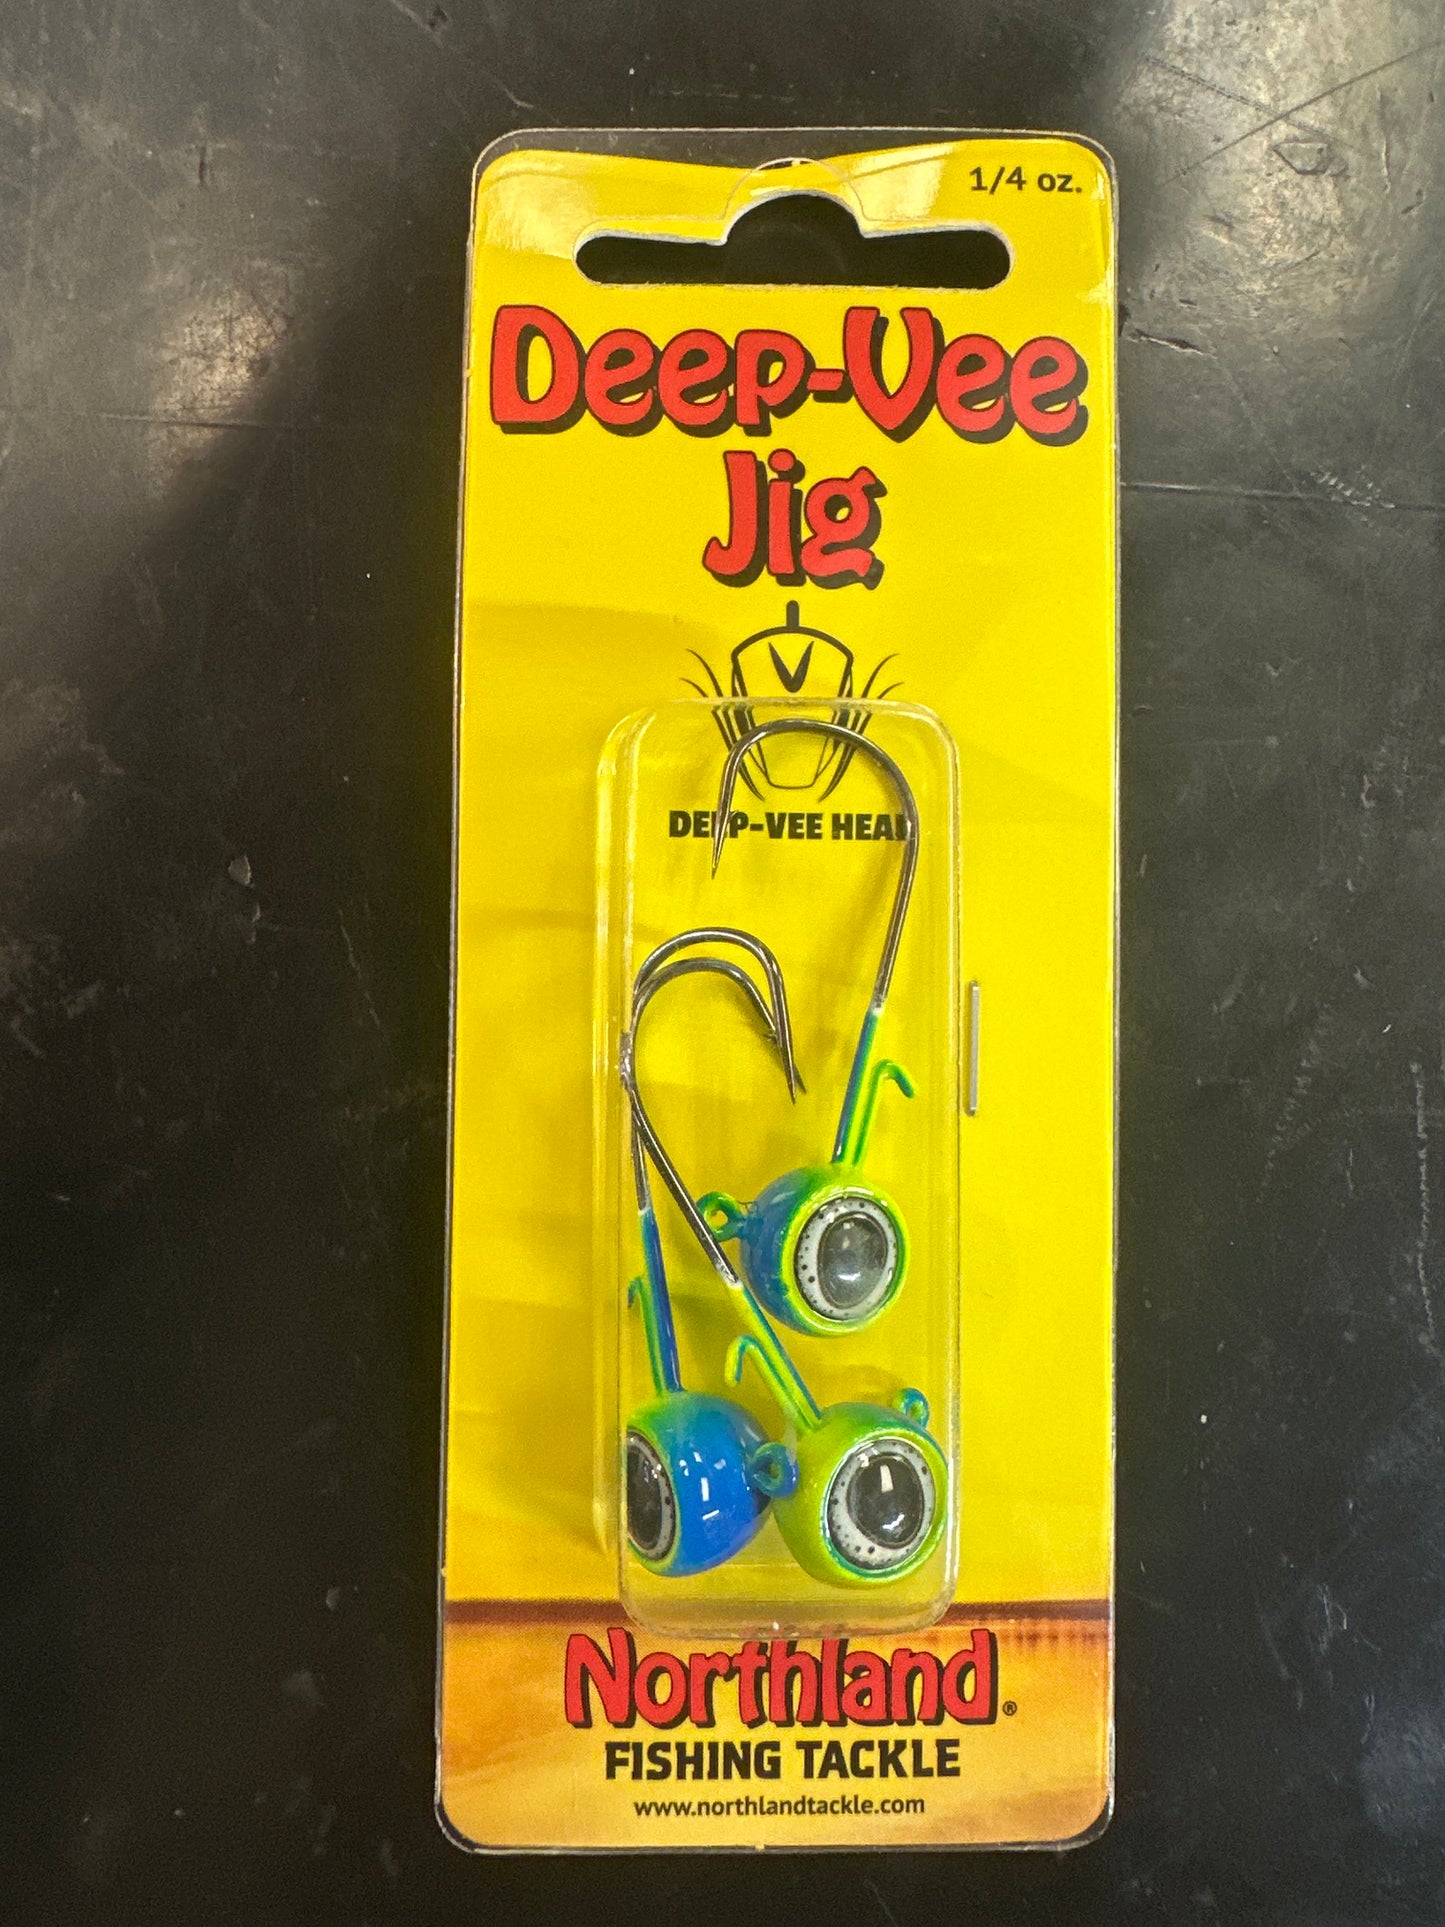 1/4 oz.
Deep-Vee
Jig
DEEP-VEE HEAD
Northland®
FISHING TACKLE
www.northlandtackle.com